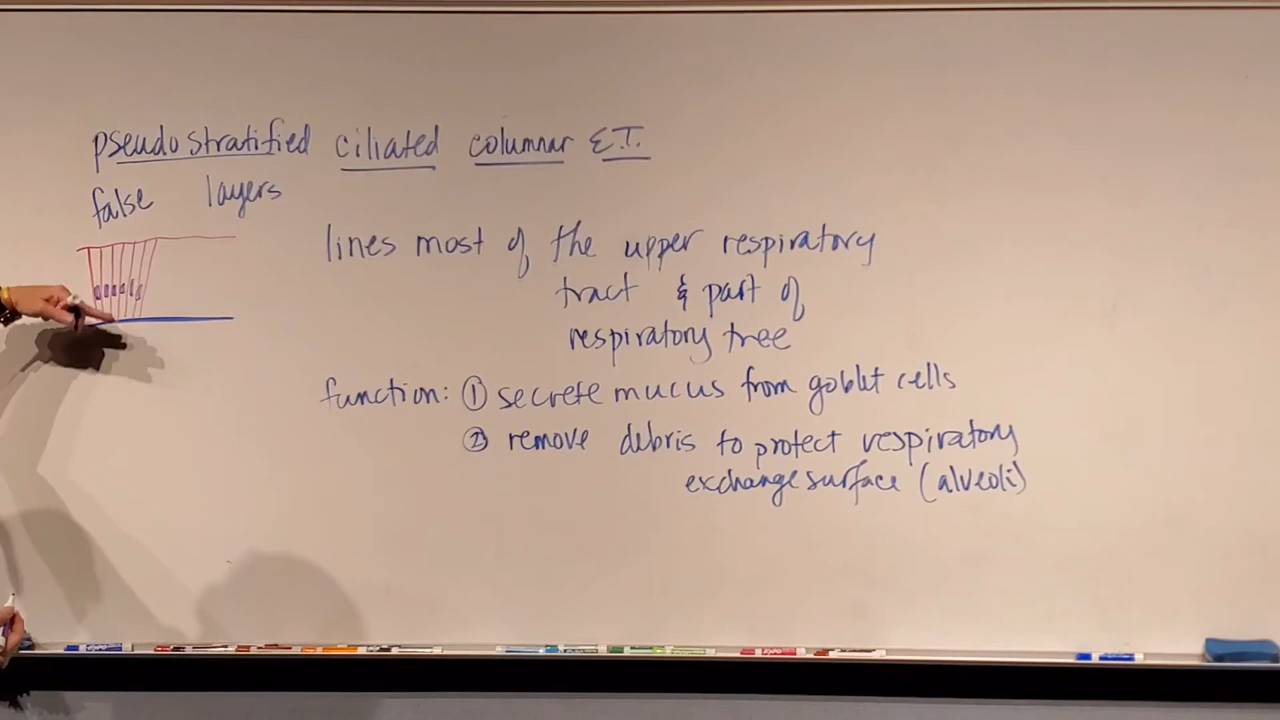 pseudostratified ciliated columnar E.T.
false layers
lines most of the upper respiratory
tract & part of
respiratory tree
function: ① secrete mucus from goblet cells
② remove debris to protect respiratory
exchange surface (alveoli)